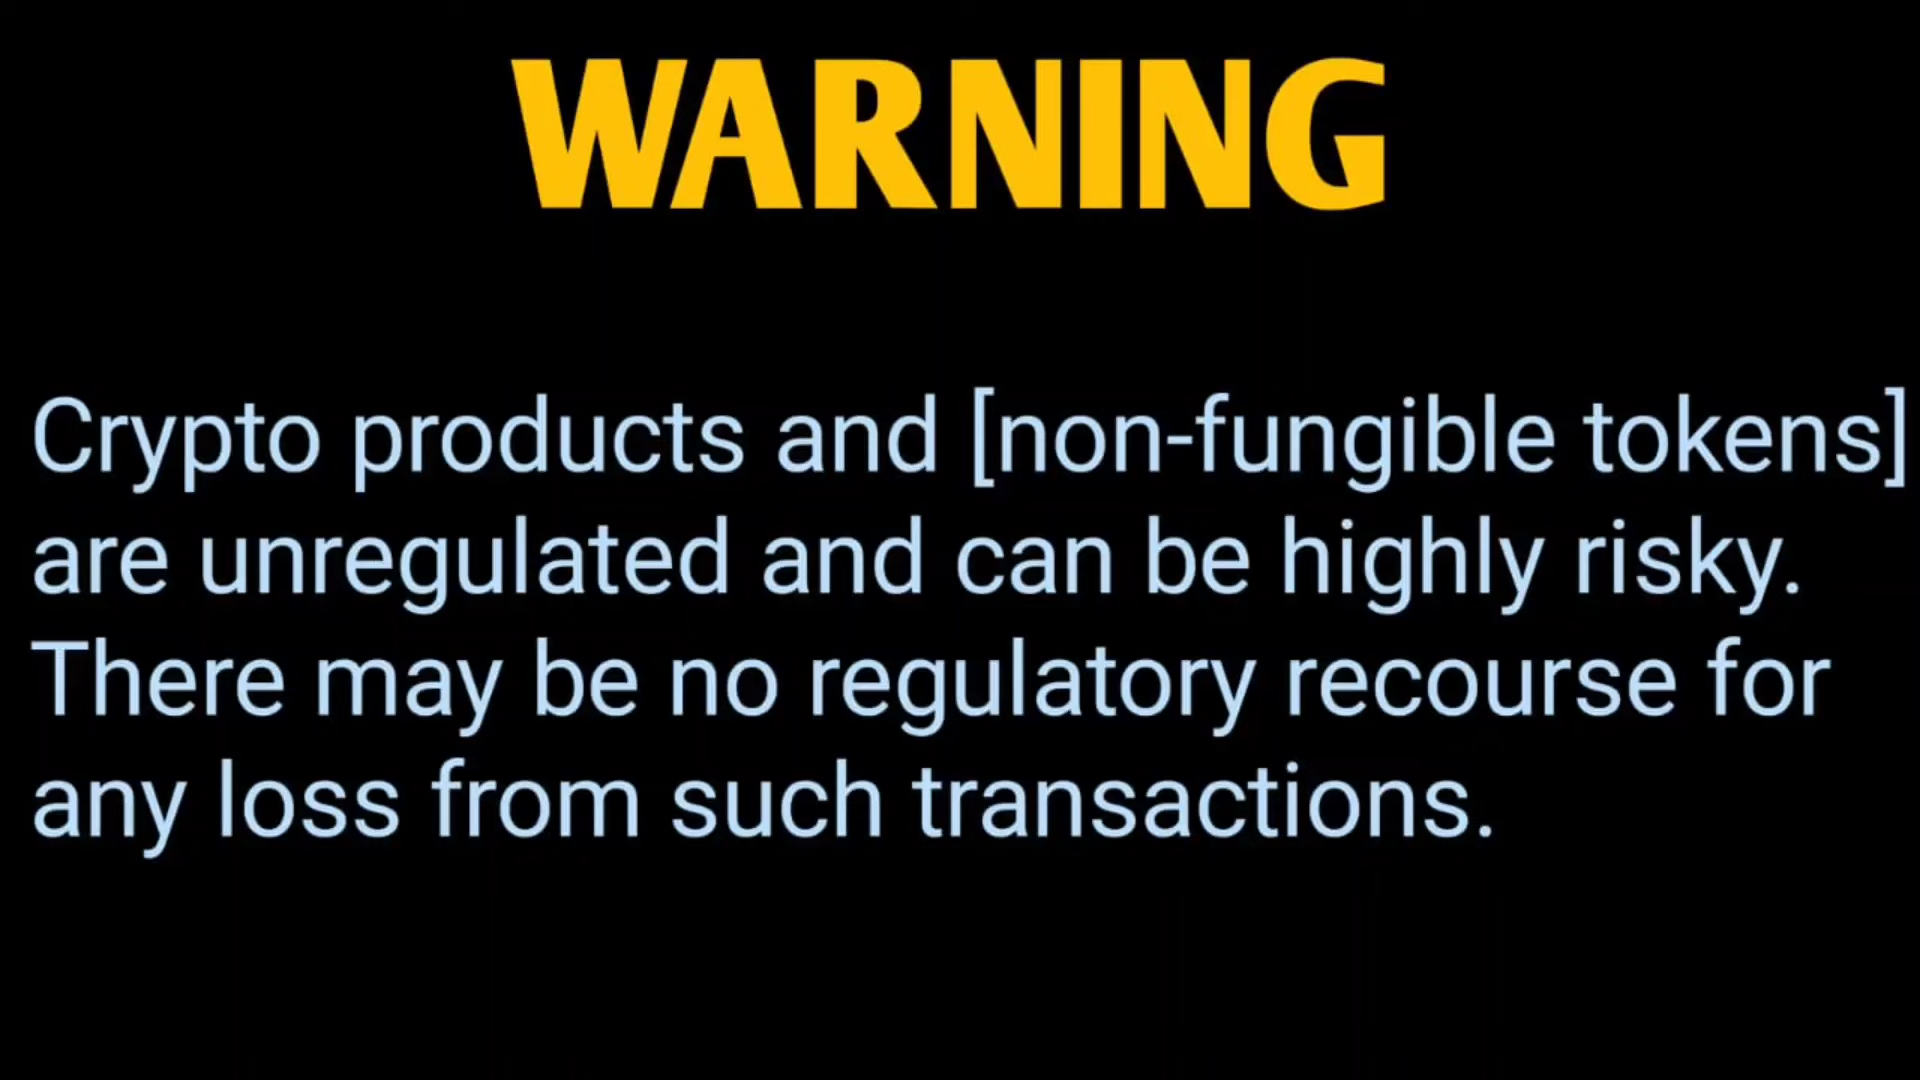 WARNING
Crypto products and [non-fungible tokens]
are unregulated and can be highly risky.
There may be no regulatory recourse for
any loss from such transactions.